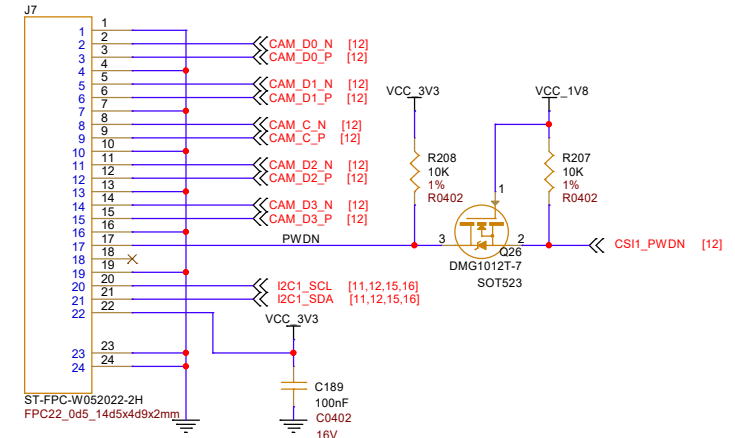 J7
1 1
2 2 CAM_D0_N [12]
3 3 CAM_D0_P [12]
4 4
5 5 CAM_D1_N [12]
6 6 CAM_D1_P [12]
7 7
8 8 CAM_C_N [12]
9 9 CAM_C_P [12]
10 10
11 11 CAM_D2_N [12]
12 12 CAM_D2_P [12]
13 13
14 14 CAM_D3_N [12]
15 15 CAM_D3_P [12]
16 16
17 17 PWDN
18 18
19 19
20 20 I2C1_SCL [11,12,15,16]
21 21 I2C1_SDA [11,12,15,16]
22 22
23 23
24 24
ST-FPC-W052022-2H
FPC22_0d5_14d5x4d9x2mm
VCC_3V3
R208
10K
1%
R0402
VCC_1V8
R207
10K
1%
R0402
1
3
2
Q26
DMG1012T-7
SOT523
CSI1_PWDN [12]
VCC_3V3
C189
100nF
C0402
16V